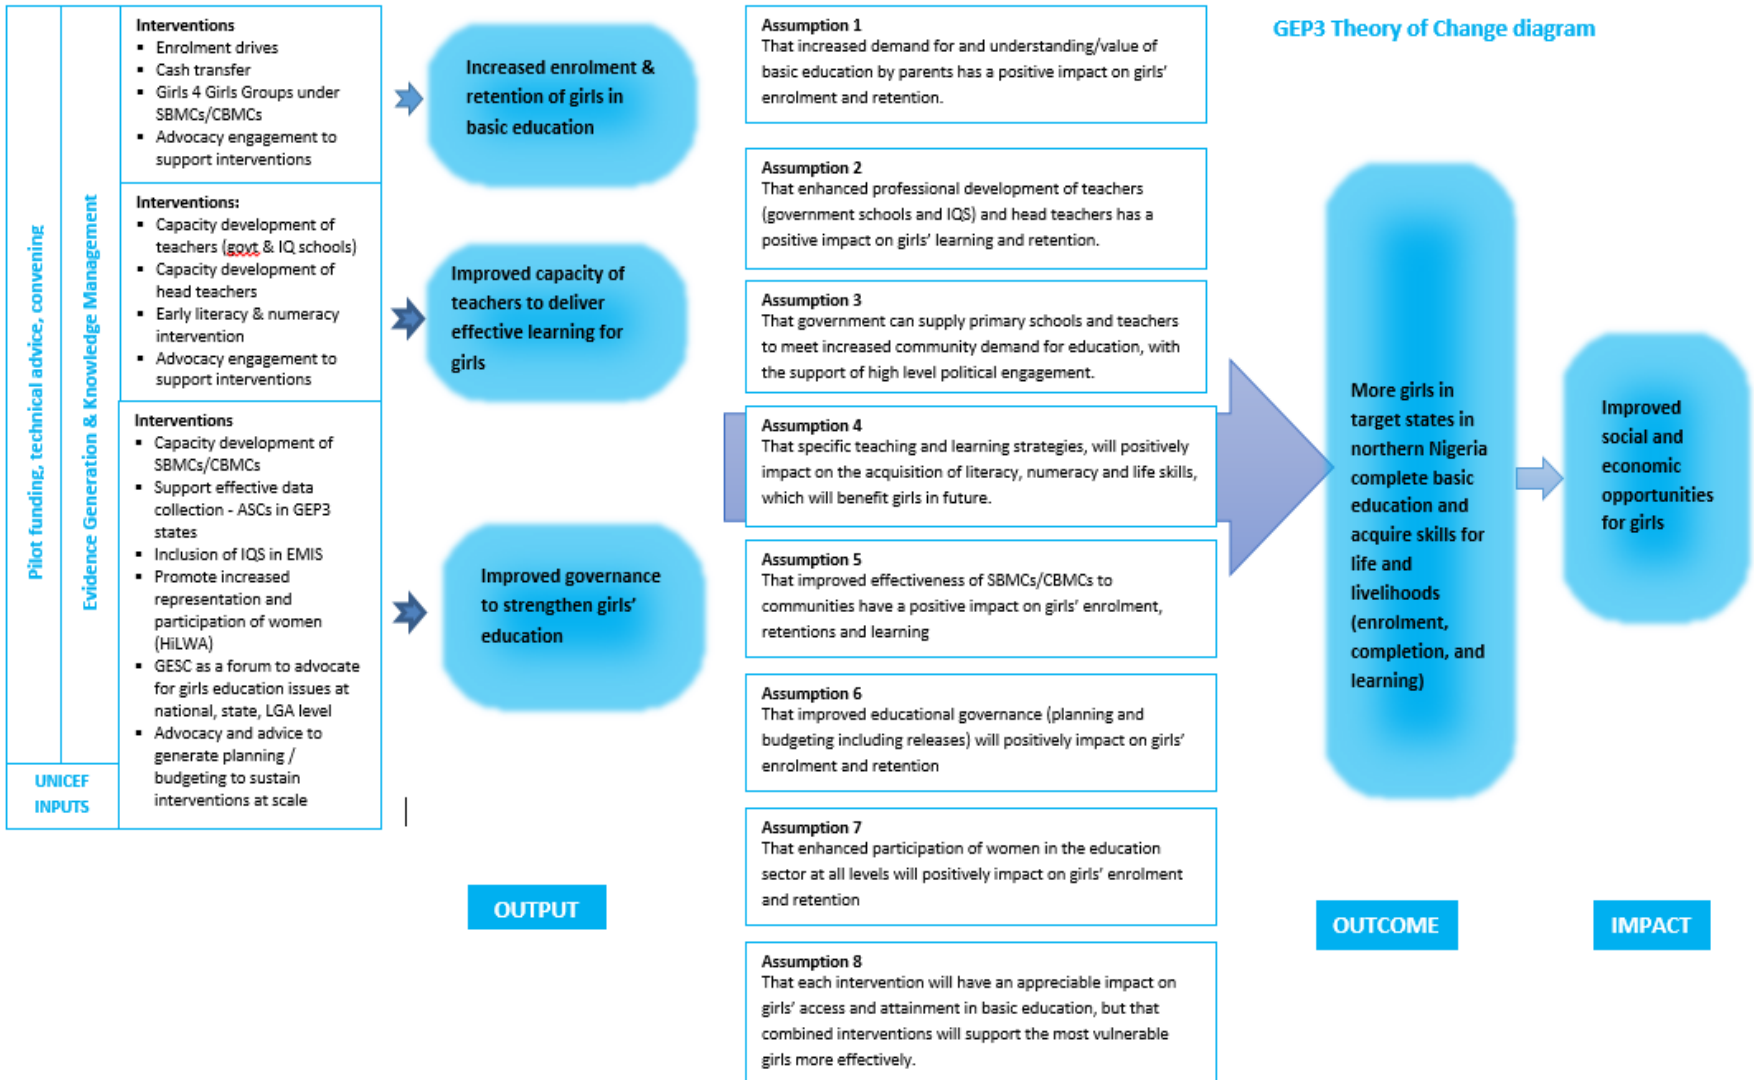 GEP3 Theory of Change diagram
Pilot funding, technical advice, convening
Evidence Generation & Knowledge Management
UNICEF
INPUTS
Interventions
▪ Enrolment drives
▪ Cash transfer
▪ Girls 4 Girls Groups under
SBMCs/CBMCs
▪ Advocacy engagement to
support interventions
Interventions:
▪ Capacity development of
teachers (govt & IQ schools)
▪ Capacity development of
head teachers
▪ Early literacy & numeracy
intervention
▪ Advocacy engagement to
support interventions
Interventions
▪ Capacity development of
SBMCs/CBMCs
▪ Support effective data
collection - ASCs in GEP3
states
▪ Inclusion of IQS in EMIS
▪ Promote increased
representation and
participation of women
(HiLWA)
▪ GESC as a forum to advocate
for girls education issues at
national, state, LGA level
▪ Advocacy and advice to
generate planning /
budgeting to sustain
interventions at scale
Increased enrolment &
retention of girls in
basic education
Improved capacity of
teachers to deliver
effective learning for
girls
Improved governance
to strengthen girls’
education
OUTPUT
Assumption 1
That increased demand for and understanding/value of
basic education by parents has a positive impact on girls’
enrolment and retention.
Assumption 2
That enhanced professional development of teachers
(government schools and IQS) and head teachers has a
positive impact on girls’ learning and retention.
Assumption 3
That government can supply primary schools and teachers
to meet increased community demand for education, with
the support of high level political engagement.
Assumption 4
That specific teaching and learning strategies, will positively
impact on the acquisition of literacy, numeracy and life skills,
which will benefit girls in future.
Assumption 5
That improved effectiveness of SBMCs/CBMCs to
communities have a positive impact on girls’ enrolment,
retentions and learning
Assumption 6
That improved educational governance (planning and
budgeting including releases) will positively impact on girls’
enrolment and retention
Assumption 7
That enhanced participation of women in the education
sector at all levels will positively impact on girls’ enrolment
and retention
Assumption 8
That each intervention will have an appreciable impact on
girls’ access and attainment in basic education, but that
combined interventions will support the most vulnerable
girls more effectively.
More girls in
target states in
northern Nigeria
complete basic
education and
acquire skills for
life and
livelihoods
(enrolment,
completion, and
learning)
OUTCOME
Improved
social and
economic
opportunities
for girls
IMPACT